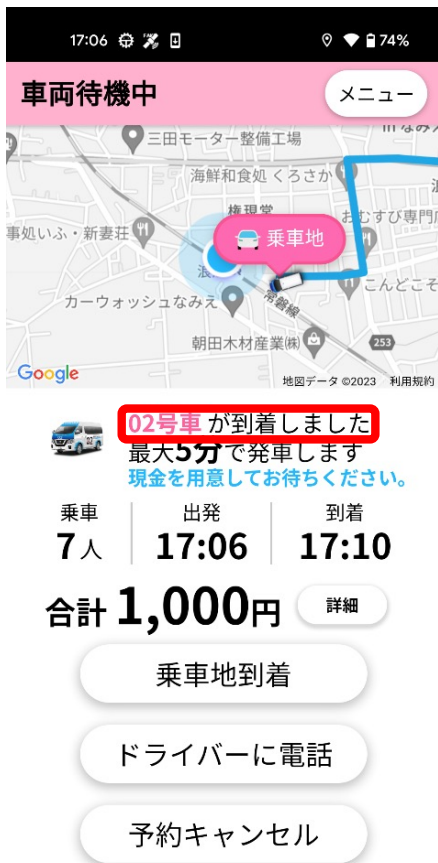 17:06 74%
車両待機中 メニュー
三田モーター整備工場
海鮮和食処 くろさか
権現堂
おむすび専門
事処いふ・新妻荘
乗車地
浪
カーウォッシュなみえ
常磐線
こんどこそ
朝田木材産業㈱
253
Google
地図データ ©2023 利用規約
02号車 が到着しました
最大5分で発車します
現金を用意してお待ちください。
乗車 出発 到着
7人 17:06 17:10
合計 1,000円 詳細
乗車地到着
ドライバーに電話
予約キャンセル